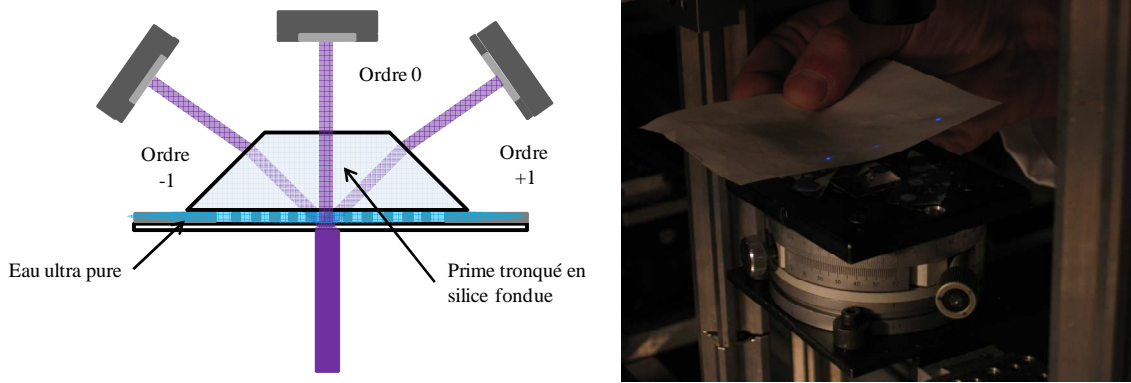 Ordre 0
Ordre
-1
Ordre
+1
Eau ultra pure
Prime tronqué en
silice fondue